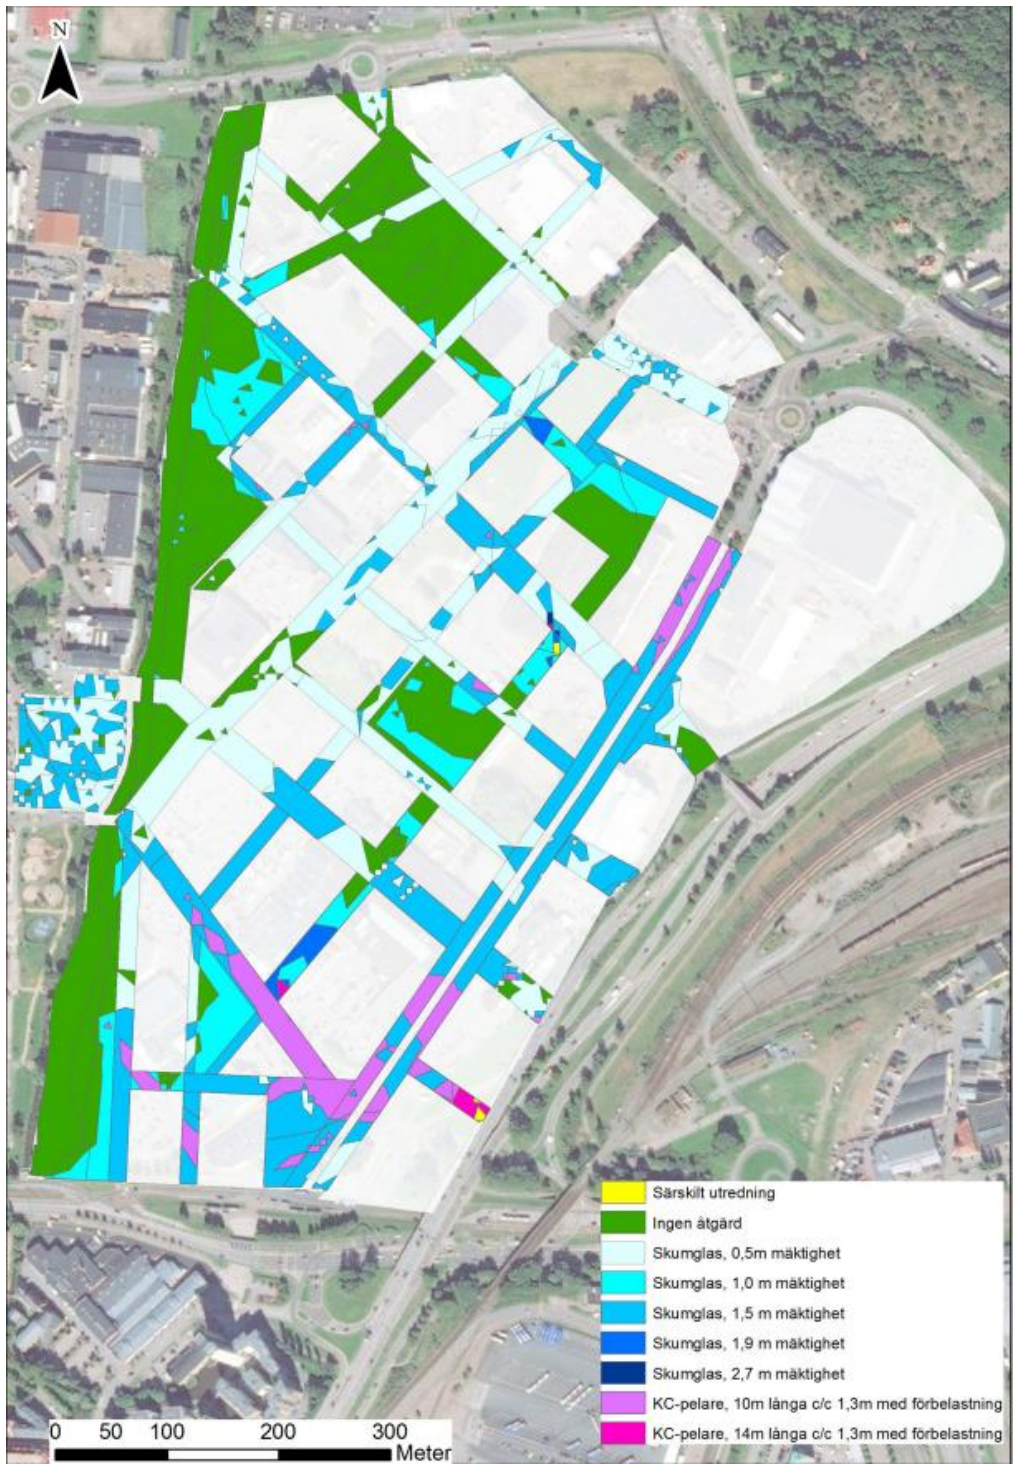 N
Särskilt utredning
Ingen åtgärd
Skumglas, 0,5m mäktighet
Skumglas, 1,0 m mäktighet
Skumglas, 1,5 m mäktighet
Skumglas, 1,9 m mäktighet
Skumglas, 2,7 m mäktighet
KC-pelare, 10m långa c/c 1,3m med förbelastning
KC-pelare, 14m långa c/c 1,3m med förbelastning
0 50 100 200 300
Meter